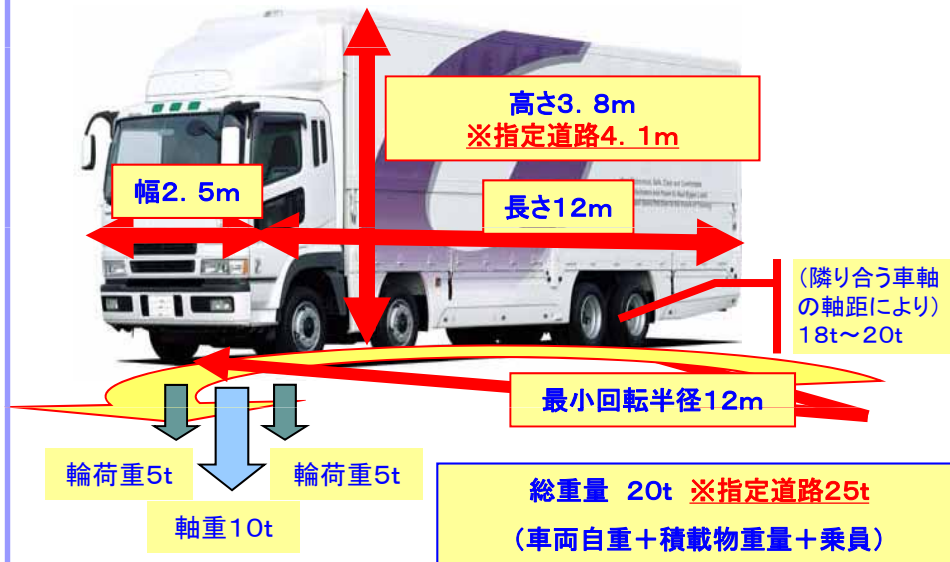 高さ3．8m
※指定道路4．1m
幅2．5m
長さ12m
(隣り合う車軸
の軸距により)
18t～20t
最小回転半径12m
輪荷重5t
輪荷重5t
軸重10t
総重量 20t ※指定道路25t
(車両自重＋積載物重量＋乗員)